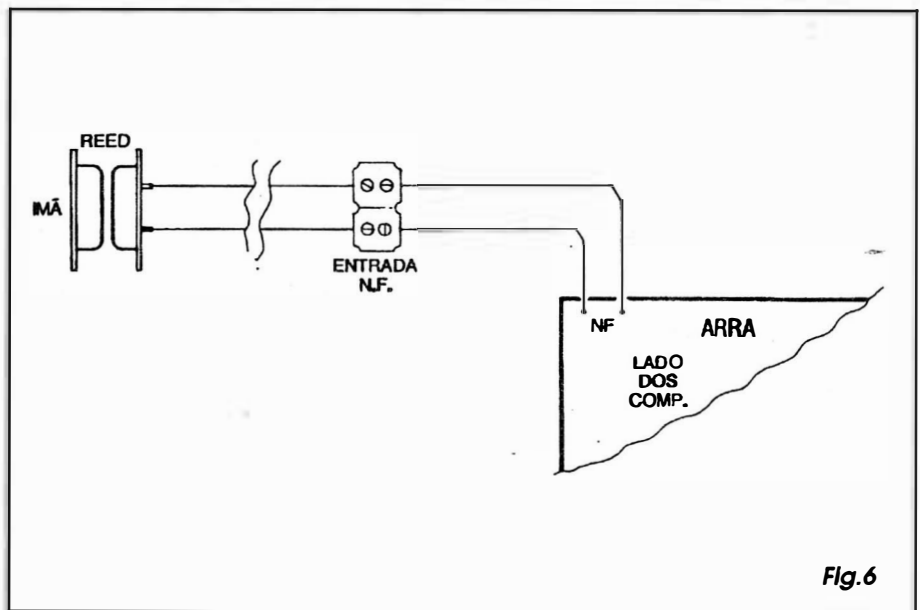 REED
IMÃ
ENTRADA
N.F.
NF
ARRA
LADO
DOS
COMP.
Fig.6